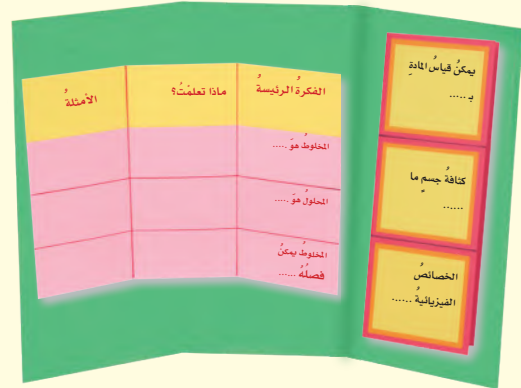 يمكنُ قياسُ المادةِ
بـ .....
كثافةُ جسمٍ ما
......
الخصائصُ
الفيزيائيةُ ......
الفكرةُ الرئيسةُ
ماذا تعلمْتُ؟
الأمثلةُ
المخلوطُ هوَ .....
المحلولُ هوَ .....
المخلوطُ يمكنُ
فصلُهُ ......